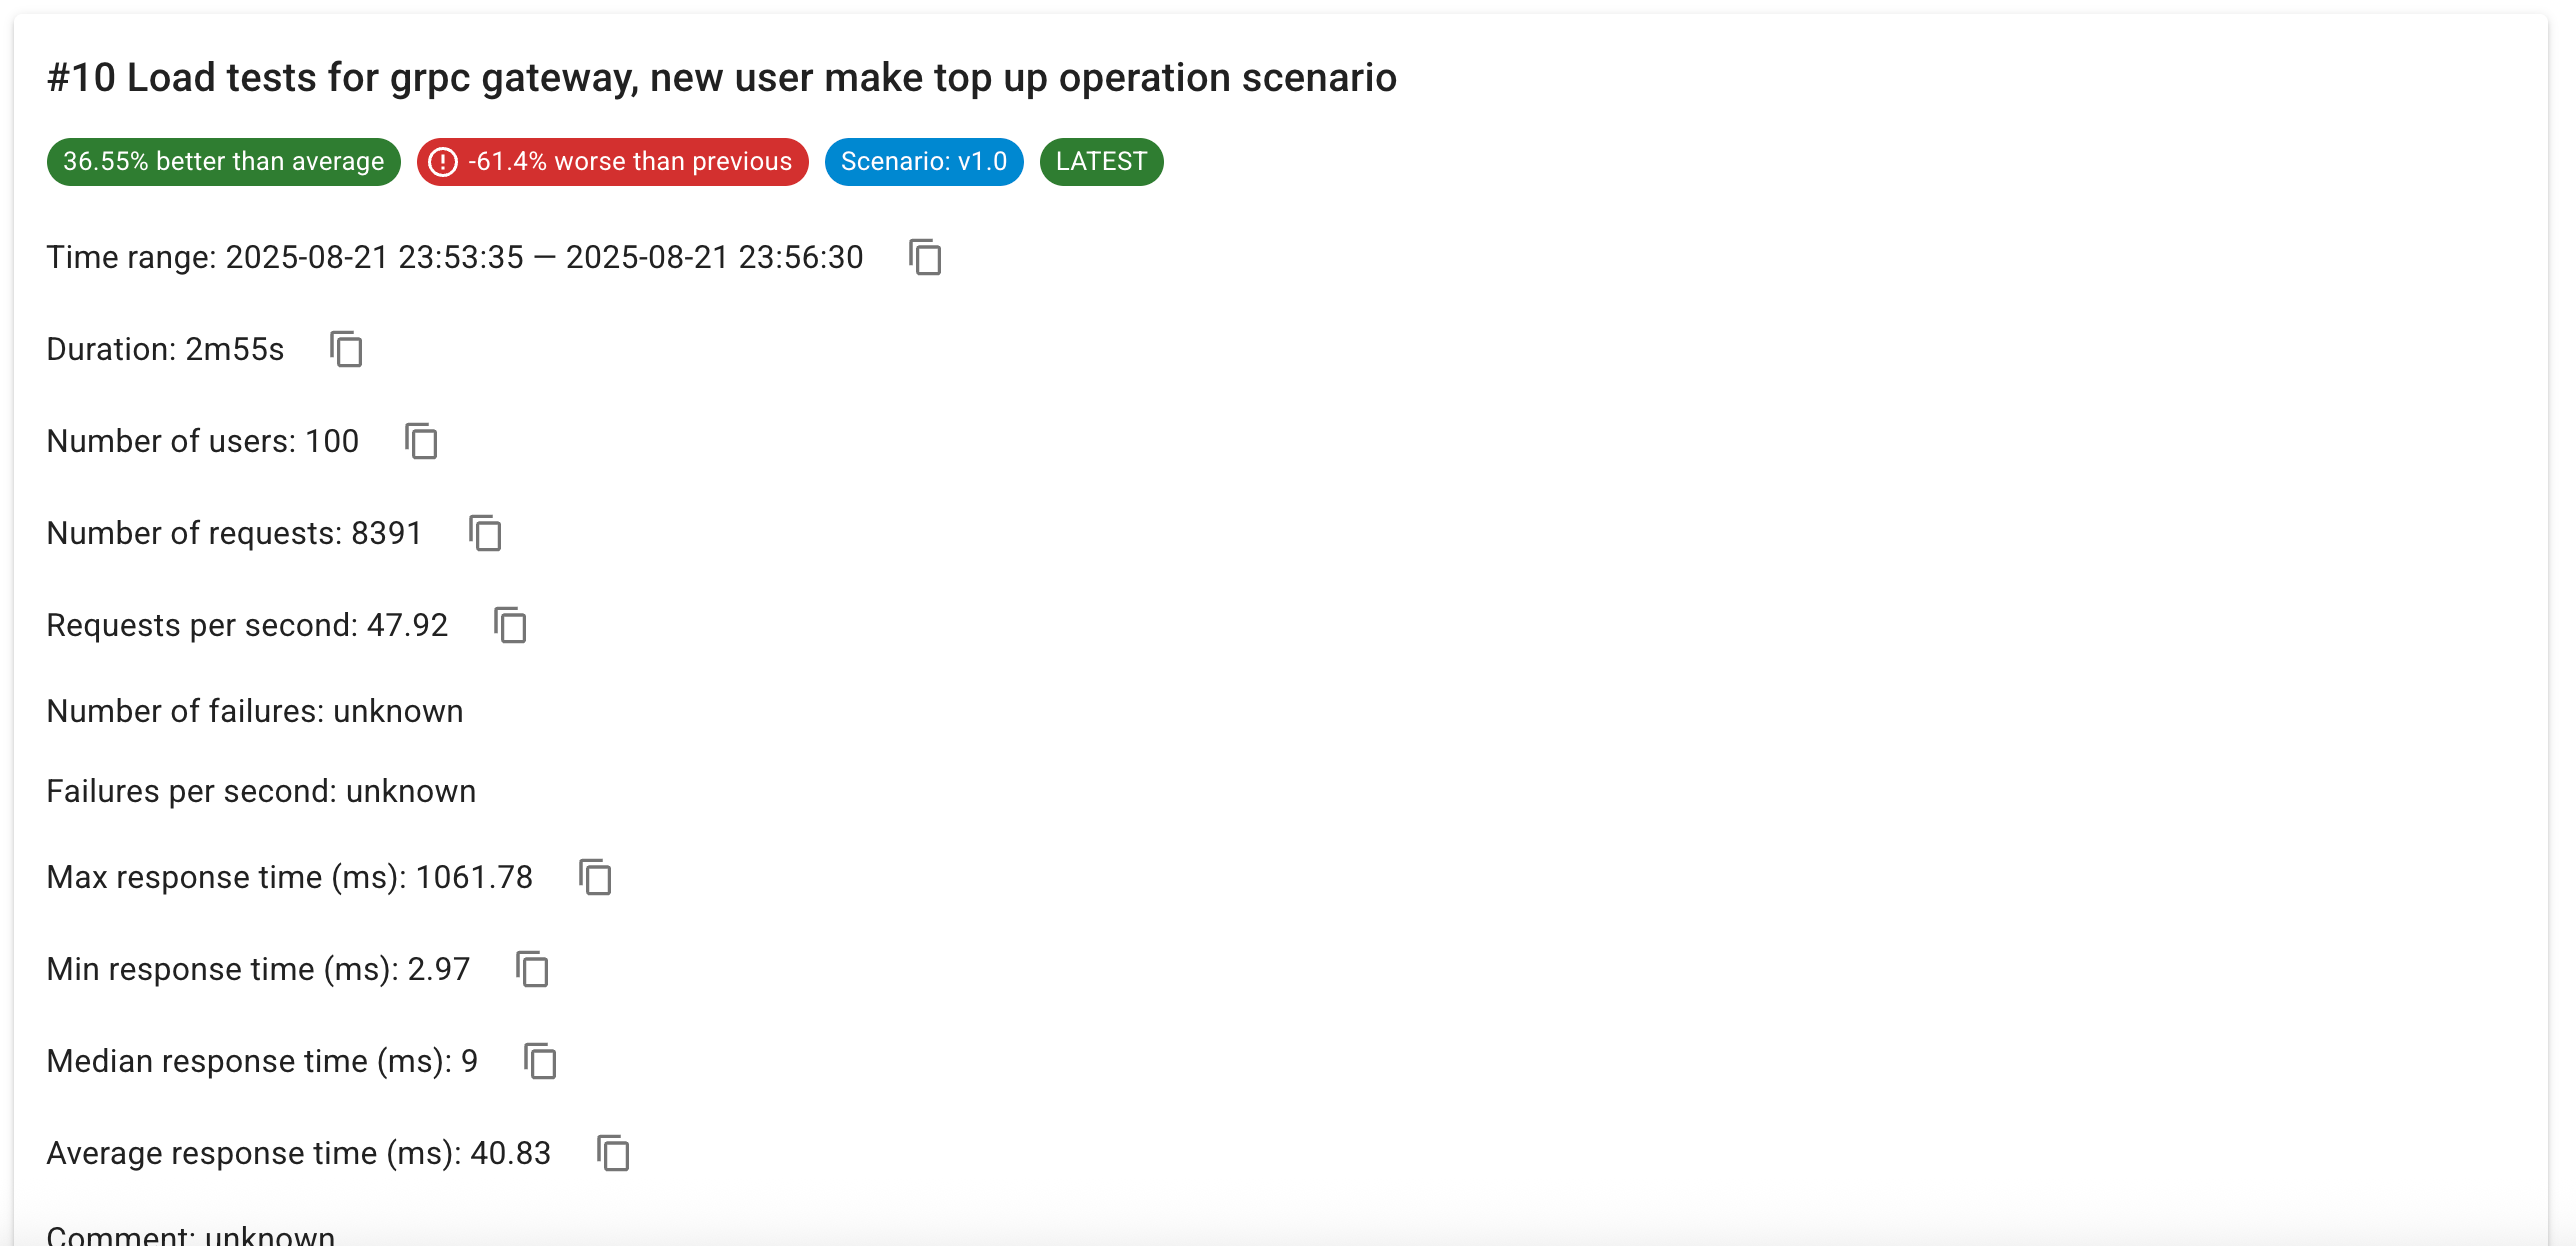 #10 Load tests for grpc gateway, new user make top up operation scenario
36.55% better than average -61.4% worse than previous Scenario: v1.0 LATEST
Time range: 2025-08-21 23:53:35 — 2025-08-21 23:56:30
Duration: 2m55s
Number of users: 100
Number of requests: 8391
Requests per second: 47.92
Number of failures: unknown
Failures per second: unknown
Max response time (ms): 1061.78
Min response time (ms): 2.97
Median response time (ms): 9
Average response time (ms): 40.83
Comment: unknown